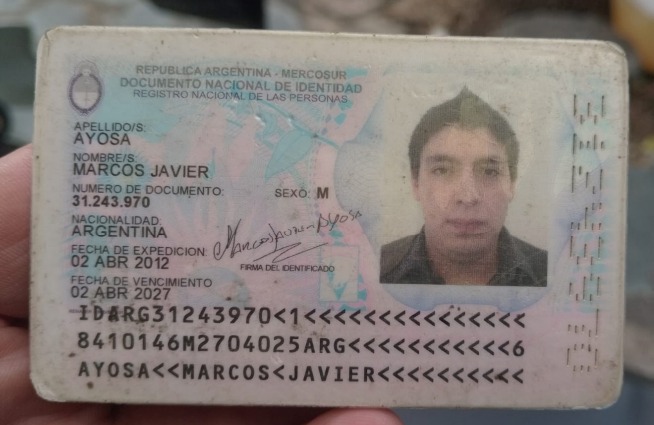 REPUBLICA ARGENTINA - MERCOSUR
DOCUMENTO NACIONAL DE IDENTIDAD
REGISTRO NACIONAL DE LAS PERSONAS
APELLIDO/S:
AYOSA
NOMBRE/S:
MARCOS JAVIER
NUMERO DE DOCUMENTO: SEXO: M
31.243.970
NACIONALIDAD:
ARGENTINA
FECHA DE EXPEDICION:
02 ABR 2012
Marcos Javier Ayosa
FIRMA DEL IDENTIFICADO
FECHA DE VENCIMIENTO
02 ABR 2027
IDARG31243970<1<<<<<<<<<<<<<<<
8410146M2704025ARG<<<<<<<<<<<6
AYOSA<<MARCOS<JAVIER<<<<<<<<<<